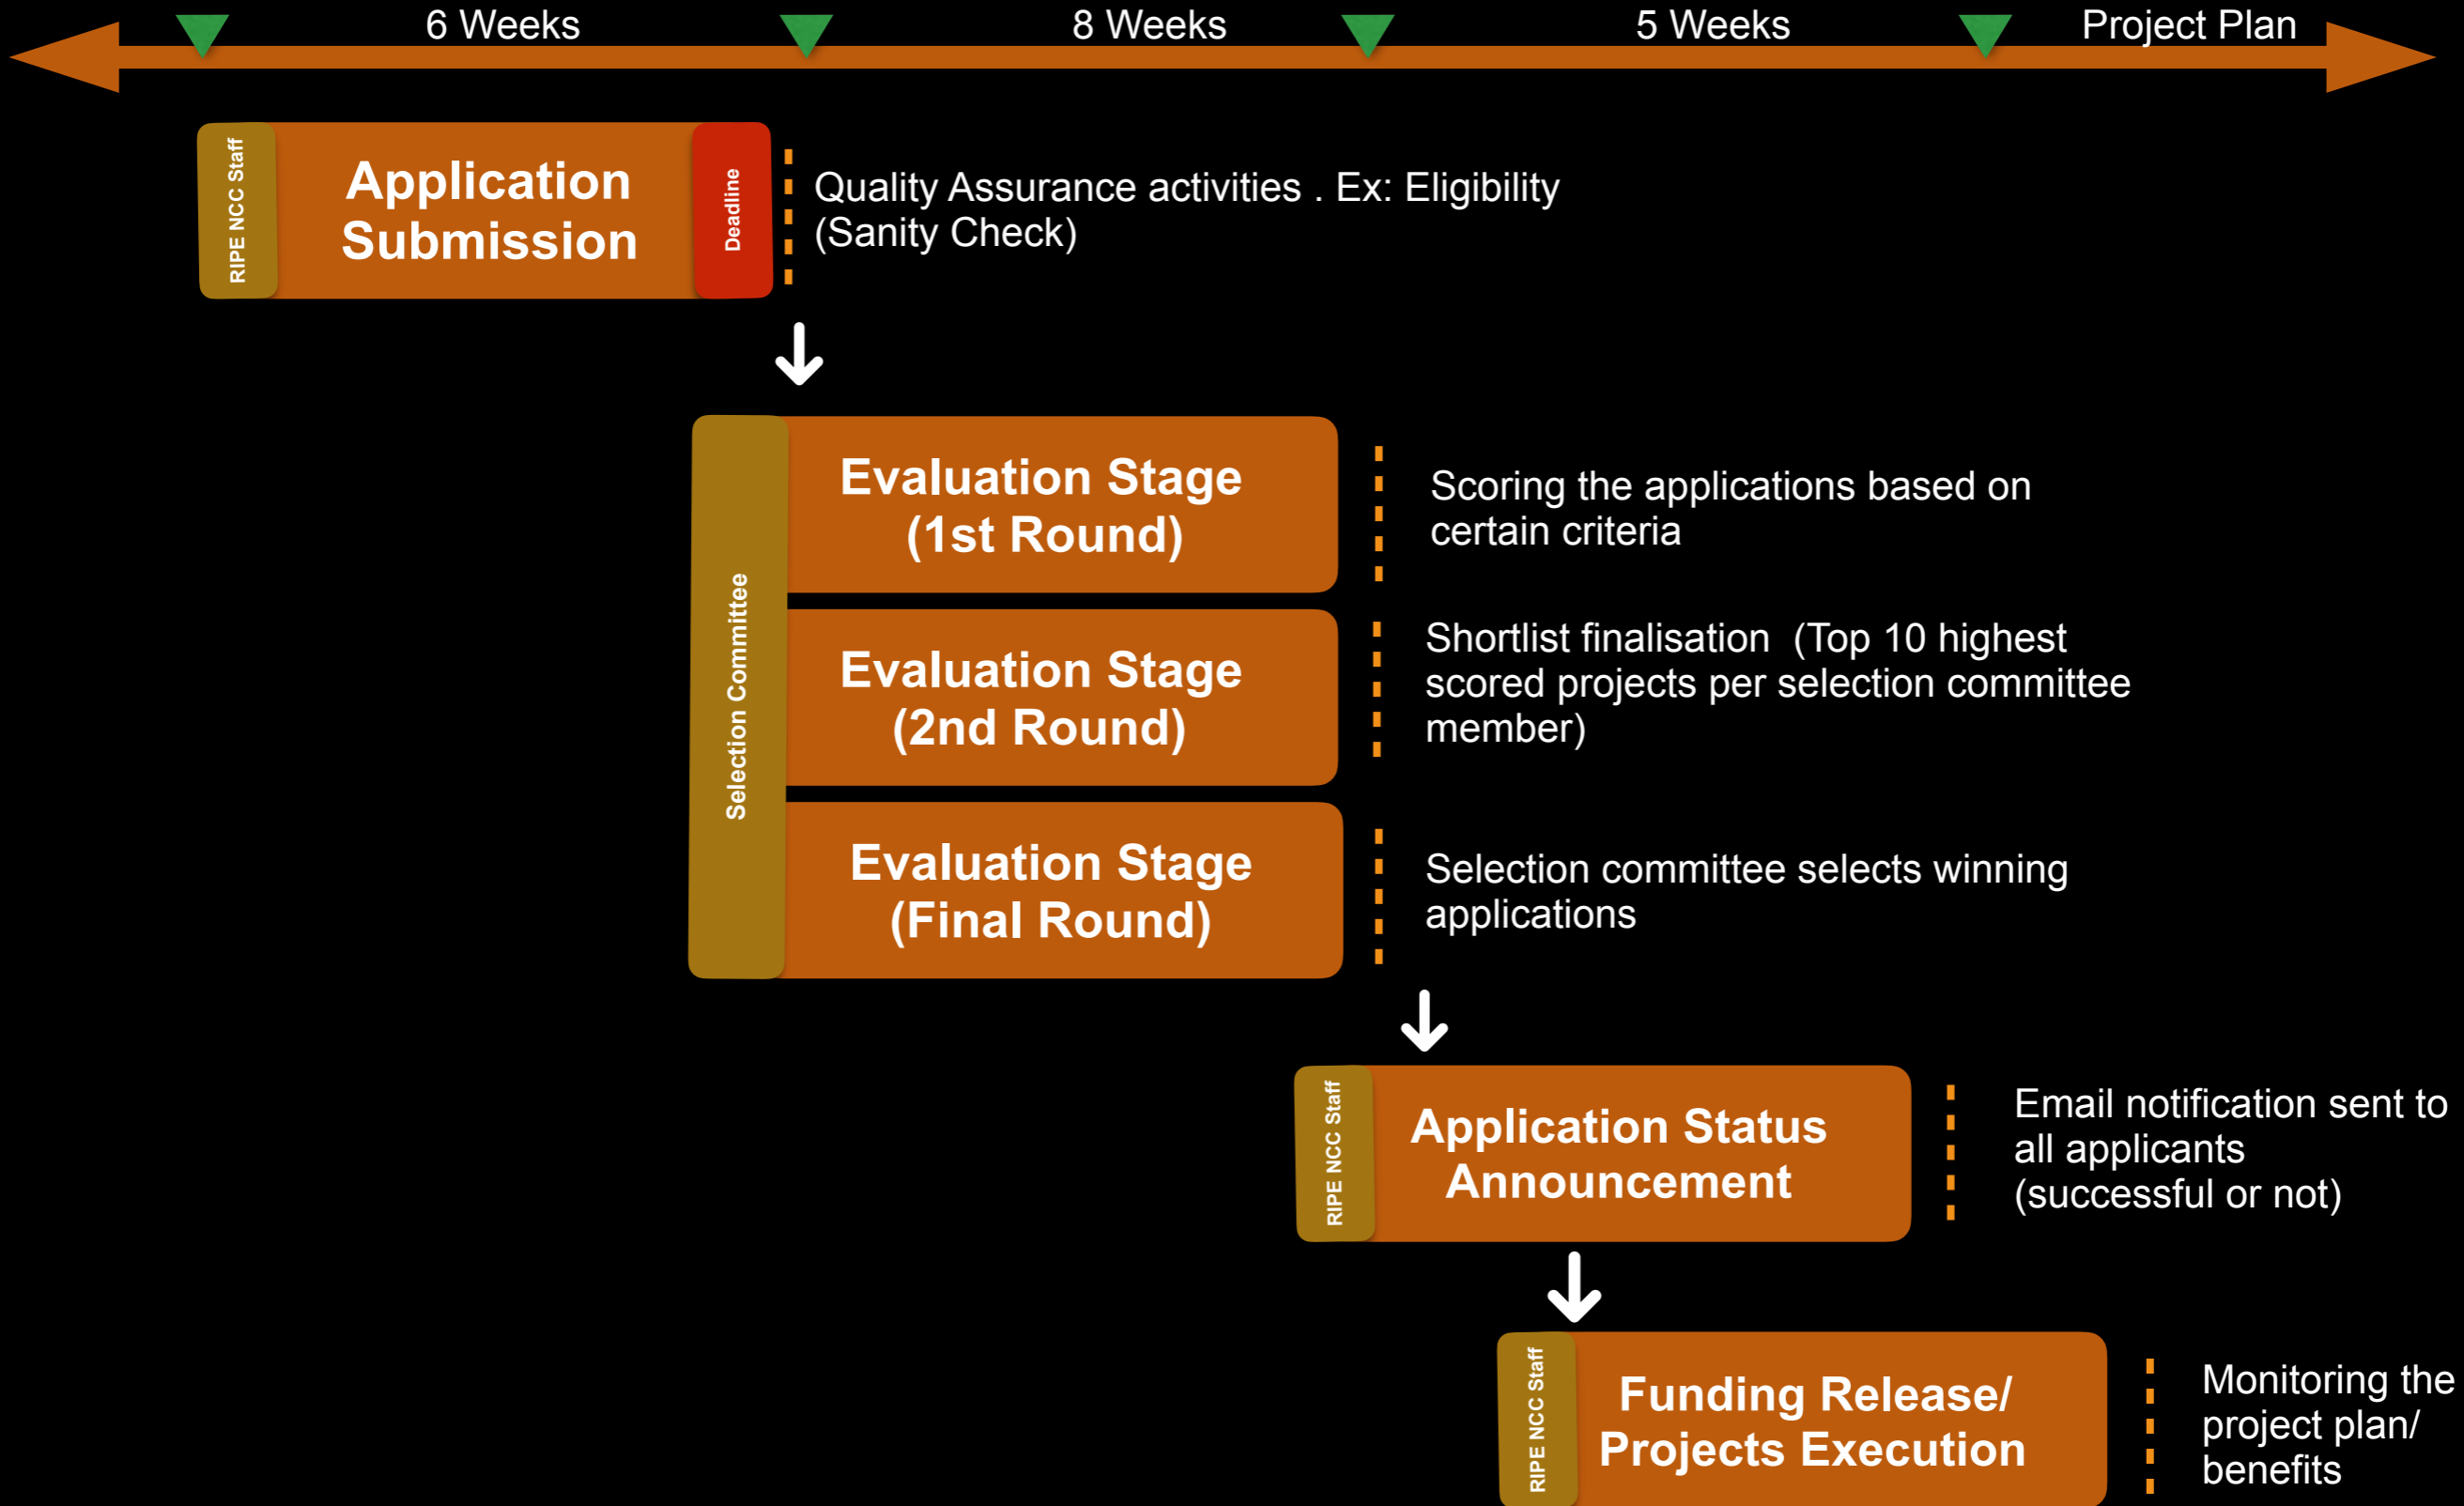 6 Weeks
8 Weeks
5 Weeks
Project Plan
RIPE NCC Staff
Application
Submission
Deadline
Quality Assurance activities . Ex: Eligibility
(Sanity Check)
Selection Committee
Evaluation Stage
(1st Round)
Scoring the applications based on
certain criteria
Evaluation Stage
(2nd Round)
Shortlist finalisation  (Top 10 highest
scored projects per selection committee
member)
Evaluation Stage
(Final Round)
Selection committee selects winning
applications
RIPE NCC Staff
Application Status
Announcement
Email notification sent to
all applicants
(successful or not)
RIPE NCC Staff
Funding Release/
Projects Execution
Monitoring the
project plan/
benefits